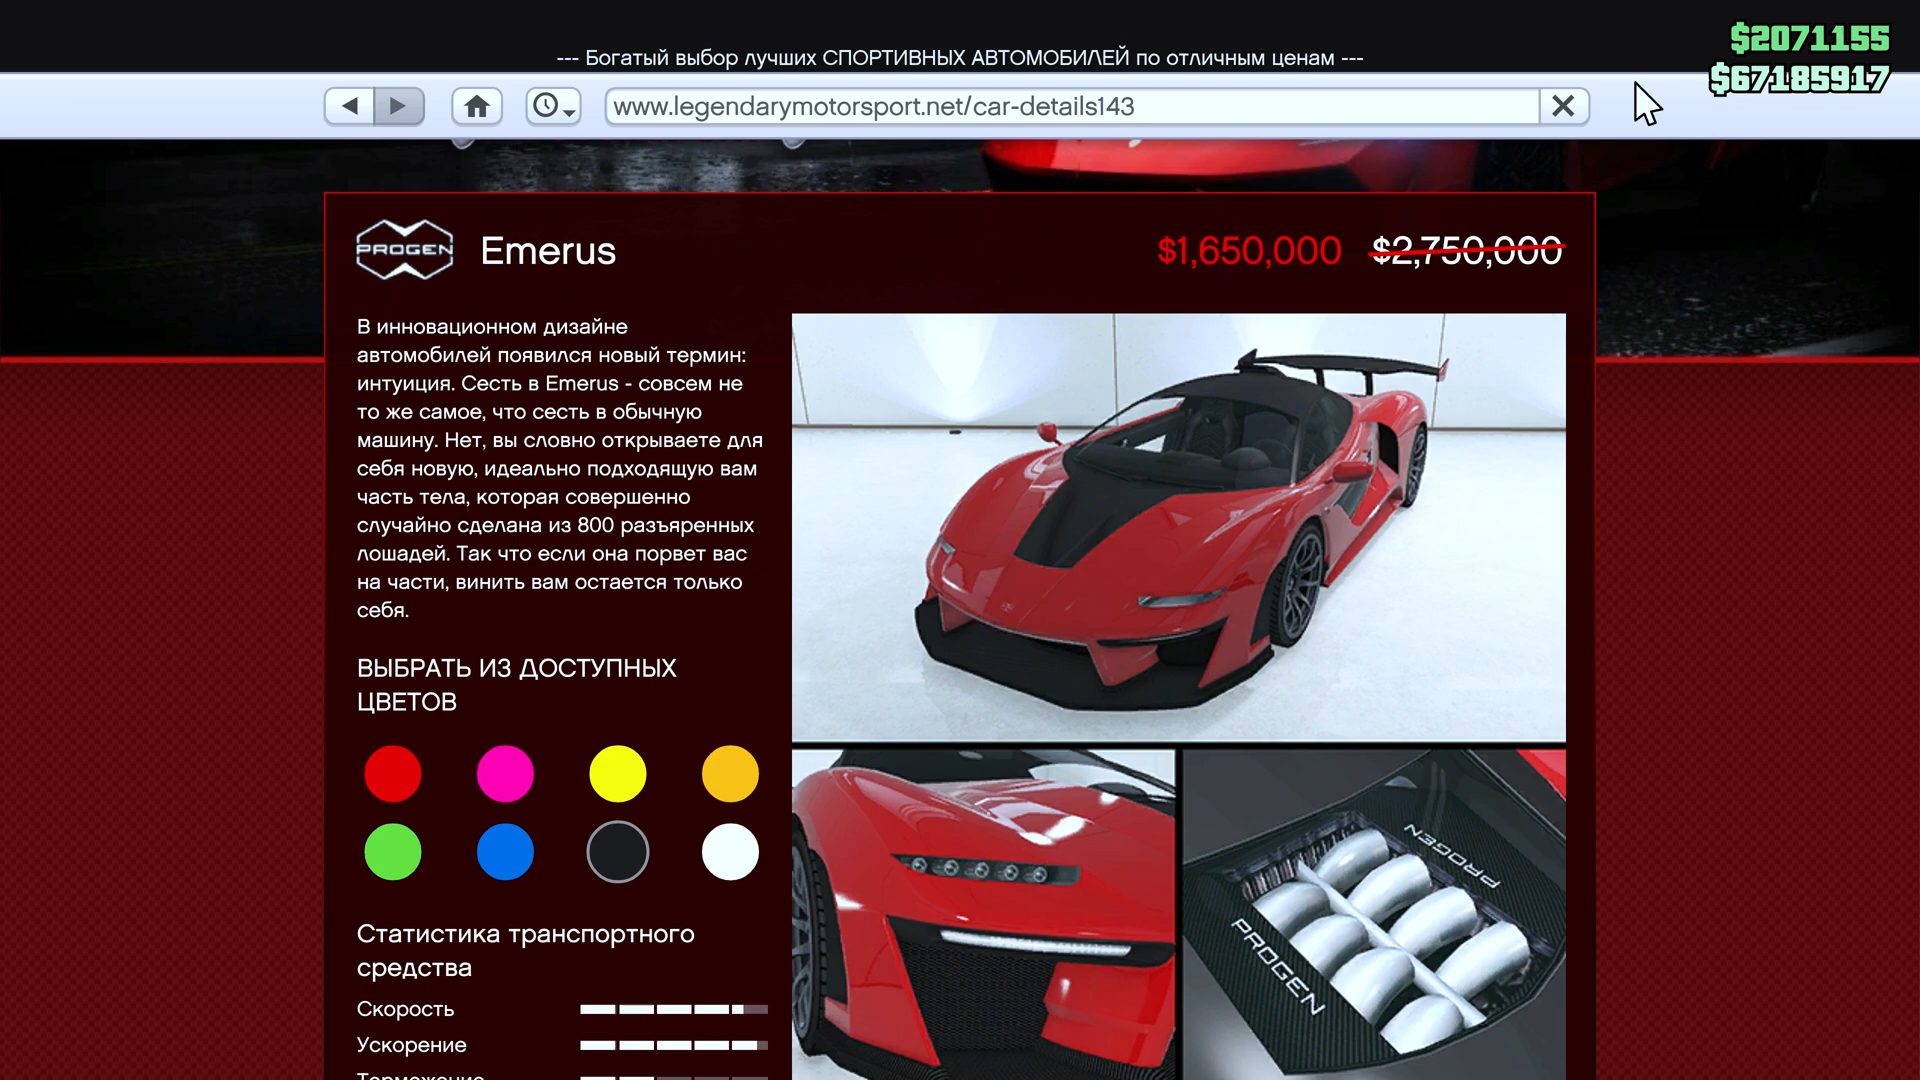 $2071155
--- Богатый выбор лучших СПОРТИВНЫХ АВТОМОБИЛЕЙ по отличным ценам ---
$67185917
www.legendarymotorsport.net/car-details143
PROGEN
Emerus
$1,650,000 $2,750,000
В инновационном дизайне
автомобилей появился новый термин:
интуиция. Сесть в Emerus - совсем не
то же самое, что сесть в обычную
машину. Нет, вы словно открываете для
себя новую, идеально подходящую вам
часть тела, которая совершенно
случайно сделана из 800 разъяренных
лошадей. Так что если она порвет вас
на части, винить вам остается только
себя.
ВЫБРАТЬ ИЗ ДОСТУПНЫХ
ЦВЕТОВ
PROGEN
PROGEN
Статистика транспортного
средства
Скорость
Ускорение
Торможение